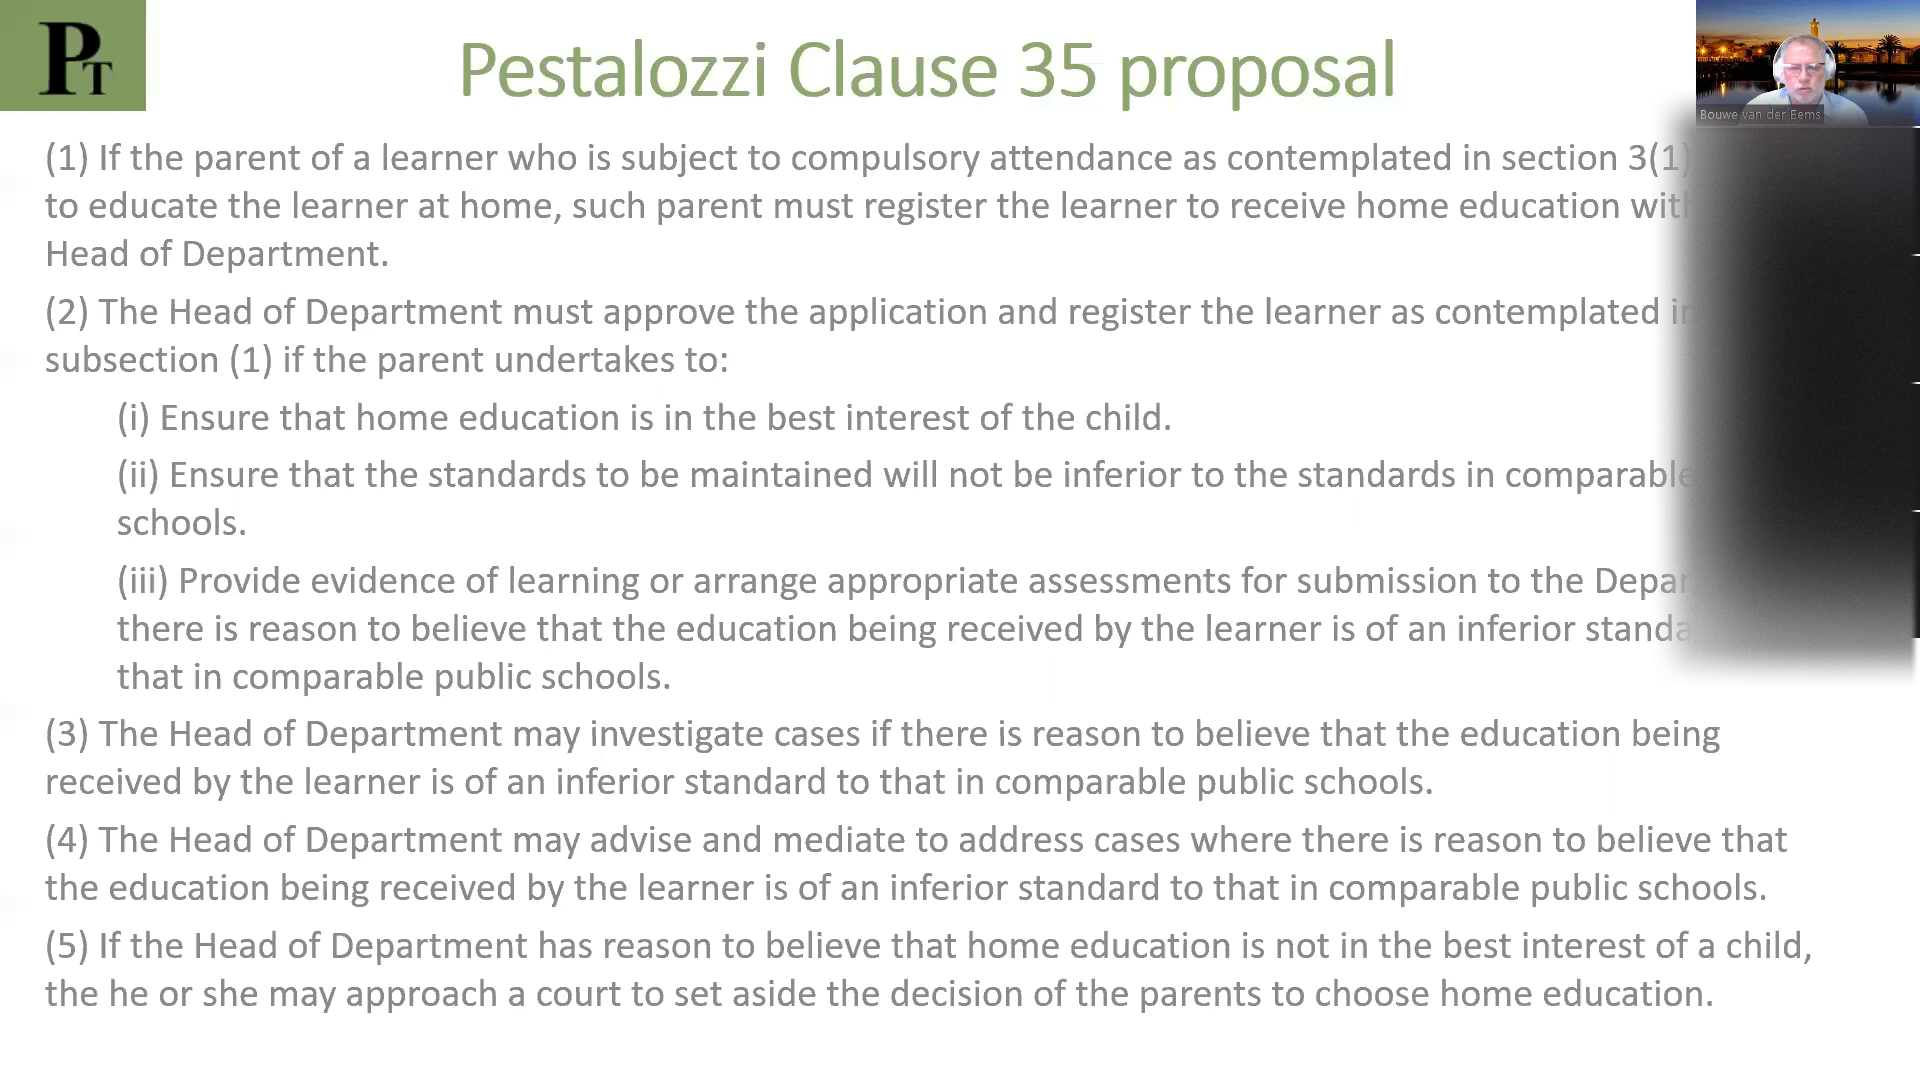 PT
Pestalozzi Clause 35 proposal
Bouwe van der Eems
(1) If the parent of a learner who is subject to compulsory attendance as contemplated in section 3(1)
to educate the learner at home, such parent must register the learner to receive home education
Head of Department.
(2) The Head of Department must approve the application and register the learner as contemplated
subsection (1) if the parent undertakes to:
(i) Ensure that home education is in the best interest of the child.
(ii) Ensure that the standards to be maintained will not be inferior to the standards in comparable
schools.
(iii) Provide evidence of learning or arrange appropriate assessments for submission to the
there is reason to believe that the education being received by the learner is of an inferior
that in comparable public schools.
(3) The Head of Department may investigate cases if there is reason to believe that the education being
received by the learner is of an inferior standard to that in comparable public schools.
(4) The Head of Department may advise and mediate to address cases where there is reason to believe that
the education being received by the learner is of an inferior standard to that in comparable public schools.
(5) If the Head of Department has reason to believe that home education is not in the best interest of a child,
the he or she may approach a court to set aside the decision of the parents to choose home education.